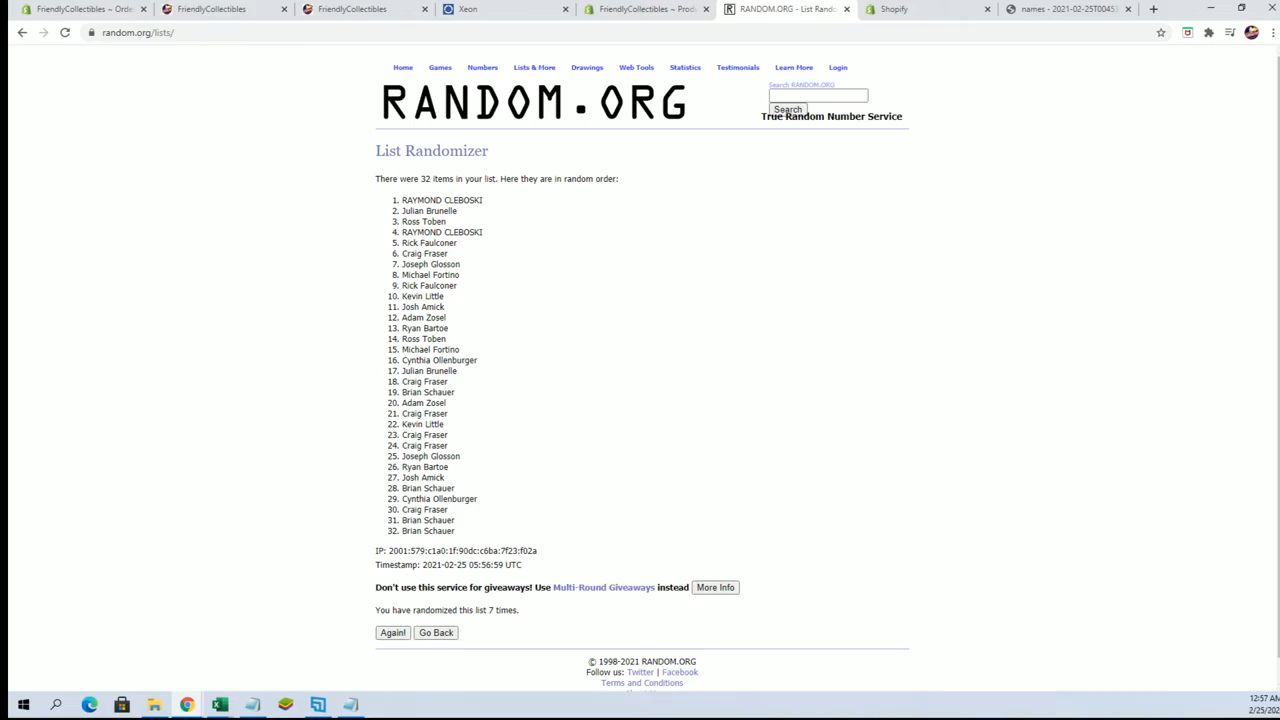 FriendlyCollectibles ~ Orde
FriendlyCollectibles
FriendlyCollectibles
Xeon
FriendlyCollectibles ~ Produ
RANDOM.ORG - List Rando
Shopify
names - 2021-02-25T0045
random.org/lists/
Home Games Numbers Lists & More Drawings Web Tools Statistics Testimonials Learn More Login
Search RANDOM.ORG
RANDOM.ORG
Search
True Random Number Service
List Randomizer
There were 32 items in your list. Here they are in random order:
1. RAYMOND CLEBOSKI
2. Julian Brunelle
3. Ross Toben
4. RAYMOND CLEBOSKI
5. Rick Faulconer
6. Craig Fraser
7. Joseph Glosson
8. Michael Fortino
9. Rick Faulconer
10. Kevin Little
11. Josh Amick
12. Adam Zosel
13. Ryan Bartoe
14. Ross Toben
15. Michael Fortino
16. Cynthia Ollenburger
17. Julian Brunelle
18. Craig Fraser
19. Brian Schauer
20. Adam Zosel
21. Craig Fraser
22. Kevin Little
23. Craig Fraser
24. Craig Fraser
25. Joseph Glosson
26. Ryan Bartoe
27. Josh Amick
28. Brian Schauer
29. Cynthia Ollenburger
30. Craig Fraser
31. Brian Schauer
32. Brian Schauer
IP: 2001:579:c1a0:1f:90dc:c6ba:7f23:f02a
Timestamp: 2021-02-25 05:56:59 UTC
Don't use this service for giveaways! Use Multi-Round Giveaways instead More Info
You have randomized this list 7 times.
Again! Go Back
© 1998-2021 RANDOM.ORG
Follow us: Twitter | Facebook
Terms and Conditions
12:57 AM
2/25/202